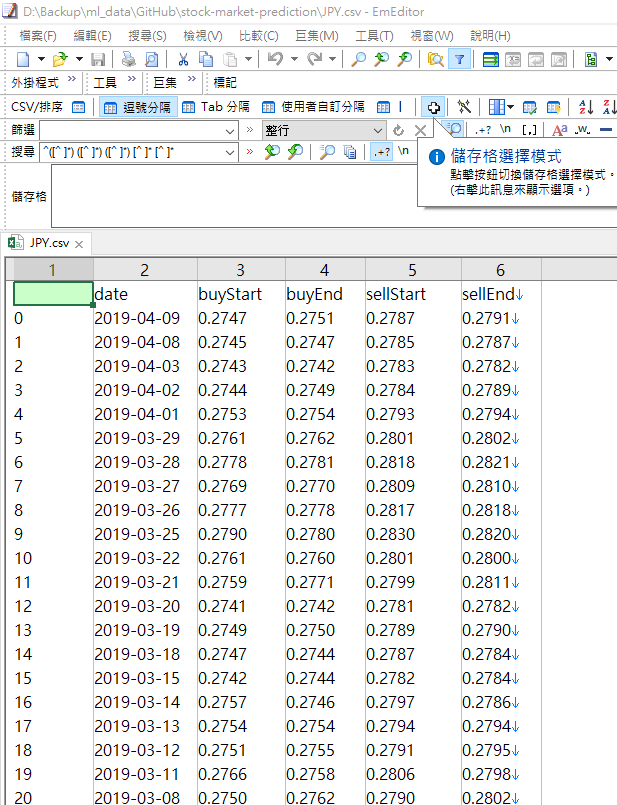 D:\Backup\ml_data\GitHub\stock-market-prediction\JPY.csv - EmEditor
檔案(F) 編輯(E) 搜尋(S) 檢視(V) 比較(C) 巨集(M) 工具(T) 視窗(W) 說明(H)
外掛程式 » 工具 » 巨集 » 標記
CSV/排序 逗號分隔 Tab 分隔 使用者自訂分隔
篩選 » 整行 .+? \n [,] Aa .W.
搜尋 ^([^ ]*) ([^ ]*) ([^ ]*) [^ ]* [^ ]* » .+? \n
儲存格選擇模式
點擊按鈕切換儲存格選擇模式。
(右擊此訊息來顯示選項。)
儲存格
JPY.csv ×
1 2 3 4 5 6
date buyStart buyEnd sellStart sellEnd↓
0 2019-04-09 0.2747 0.2751 0.2787 0.2791↓
1 2019-04-08 0.2745 0.2747 0.2785 0.2787↓
2 2019-04-03 0.2743 0.2742 0.2783 0.2782↓
3 2019-04-02 0.2744 0.2749 0.2784 0.2789↓
4 2019-04-01 0.2753 0.2754 0.2793 0.2794↓
5 2019-03-29 0.2761 0.2762 0.2801 0.2802↓
6 2019-03-28 0.2778 0.2781 0.2818 0.2821↓
7 2019-03-27 0.2769 0.2770 0.2809 0.2810↓
8 2019-03-26 0.2777 0.2778 0.2817 0.2818↓
9 2019-03-25 0.2790 0.2780 0.2830 0.2820↓
10 2019-03-22 0.2761 0.2760 0.2801 0.2800↓
11 2019-03-21 0.2759 0.2771 0.2799 0.2811↓
12 2019-03-20 0.2741 0.2742 0.2781 0.2782↓
13 2019-03-19 0.2749 0.2750 0.2789 0.2790↓
14 2019-03-18 0.2747 0.2744 0.2787 0.2784↓
15 2019-03-15 0.2742 0.2744 0.2782 0.2784↓
16 2019-03-14 0.2757 0.2746 0.2797 0.2786↓
17 2019-03-13 0.2754 0.2754 0.2794 0.2794↓
18 2019-03-12 0.2751 0.2755 0.2791 0.2795↓
19 2019-03-11 0.2766 0.2758 0.2806 0.2798↓
20 2019-03-08 0.2750 0.2762 0.2790 0.2802↓